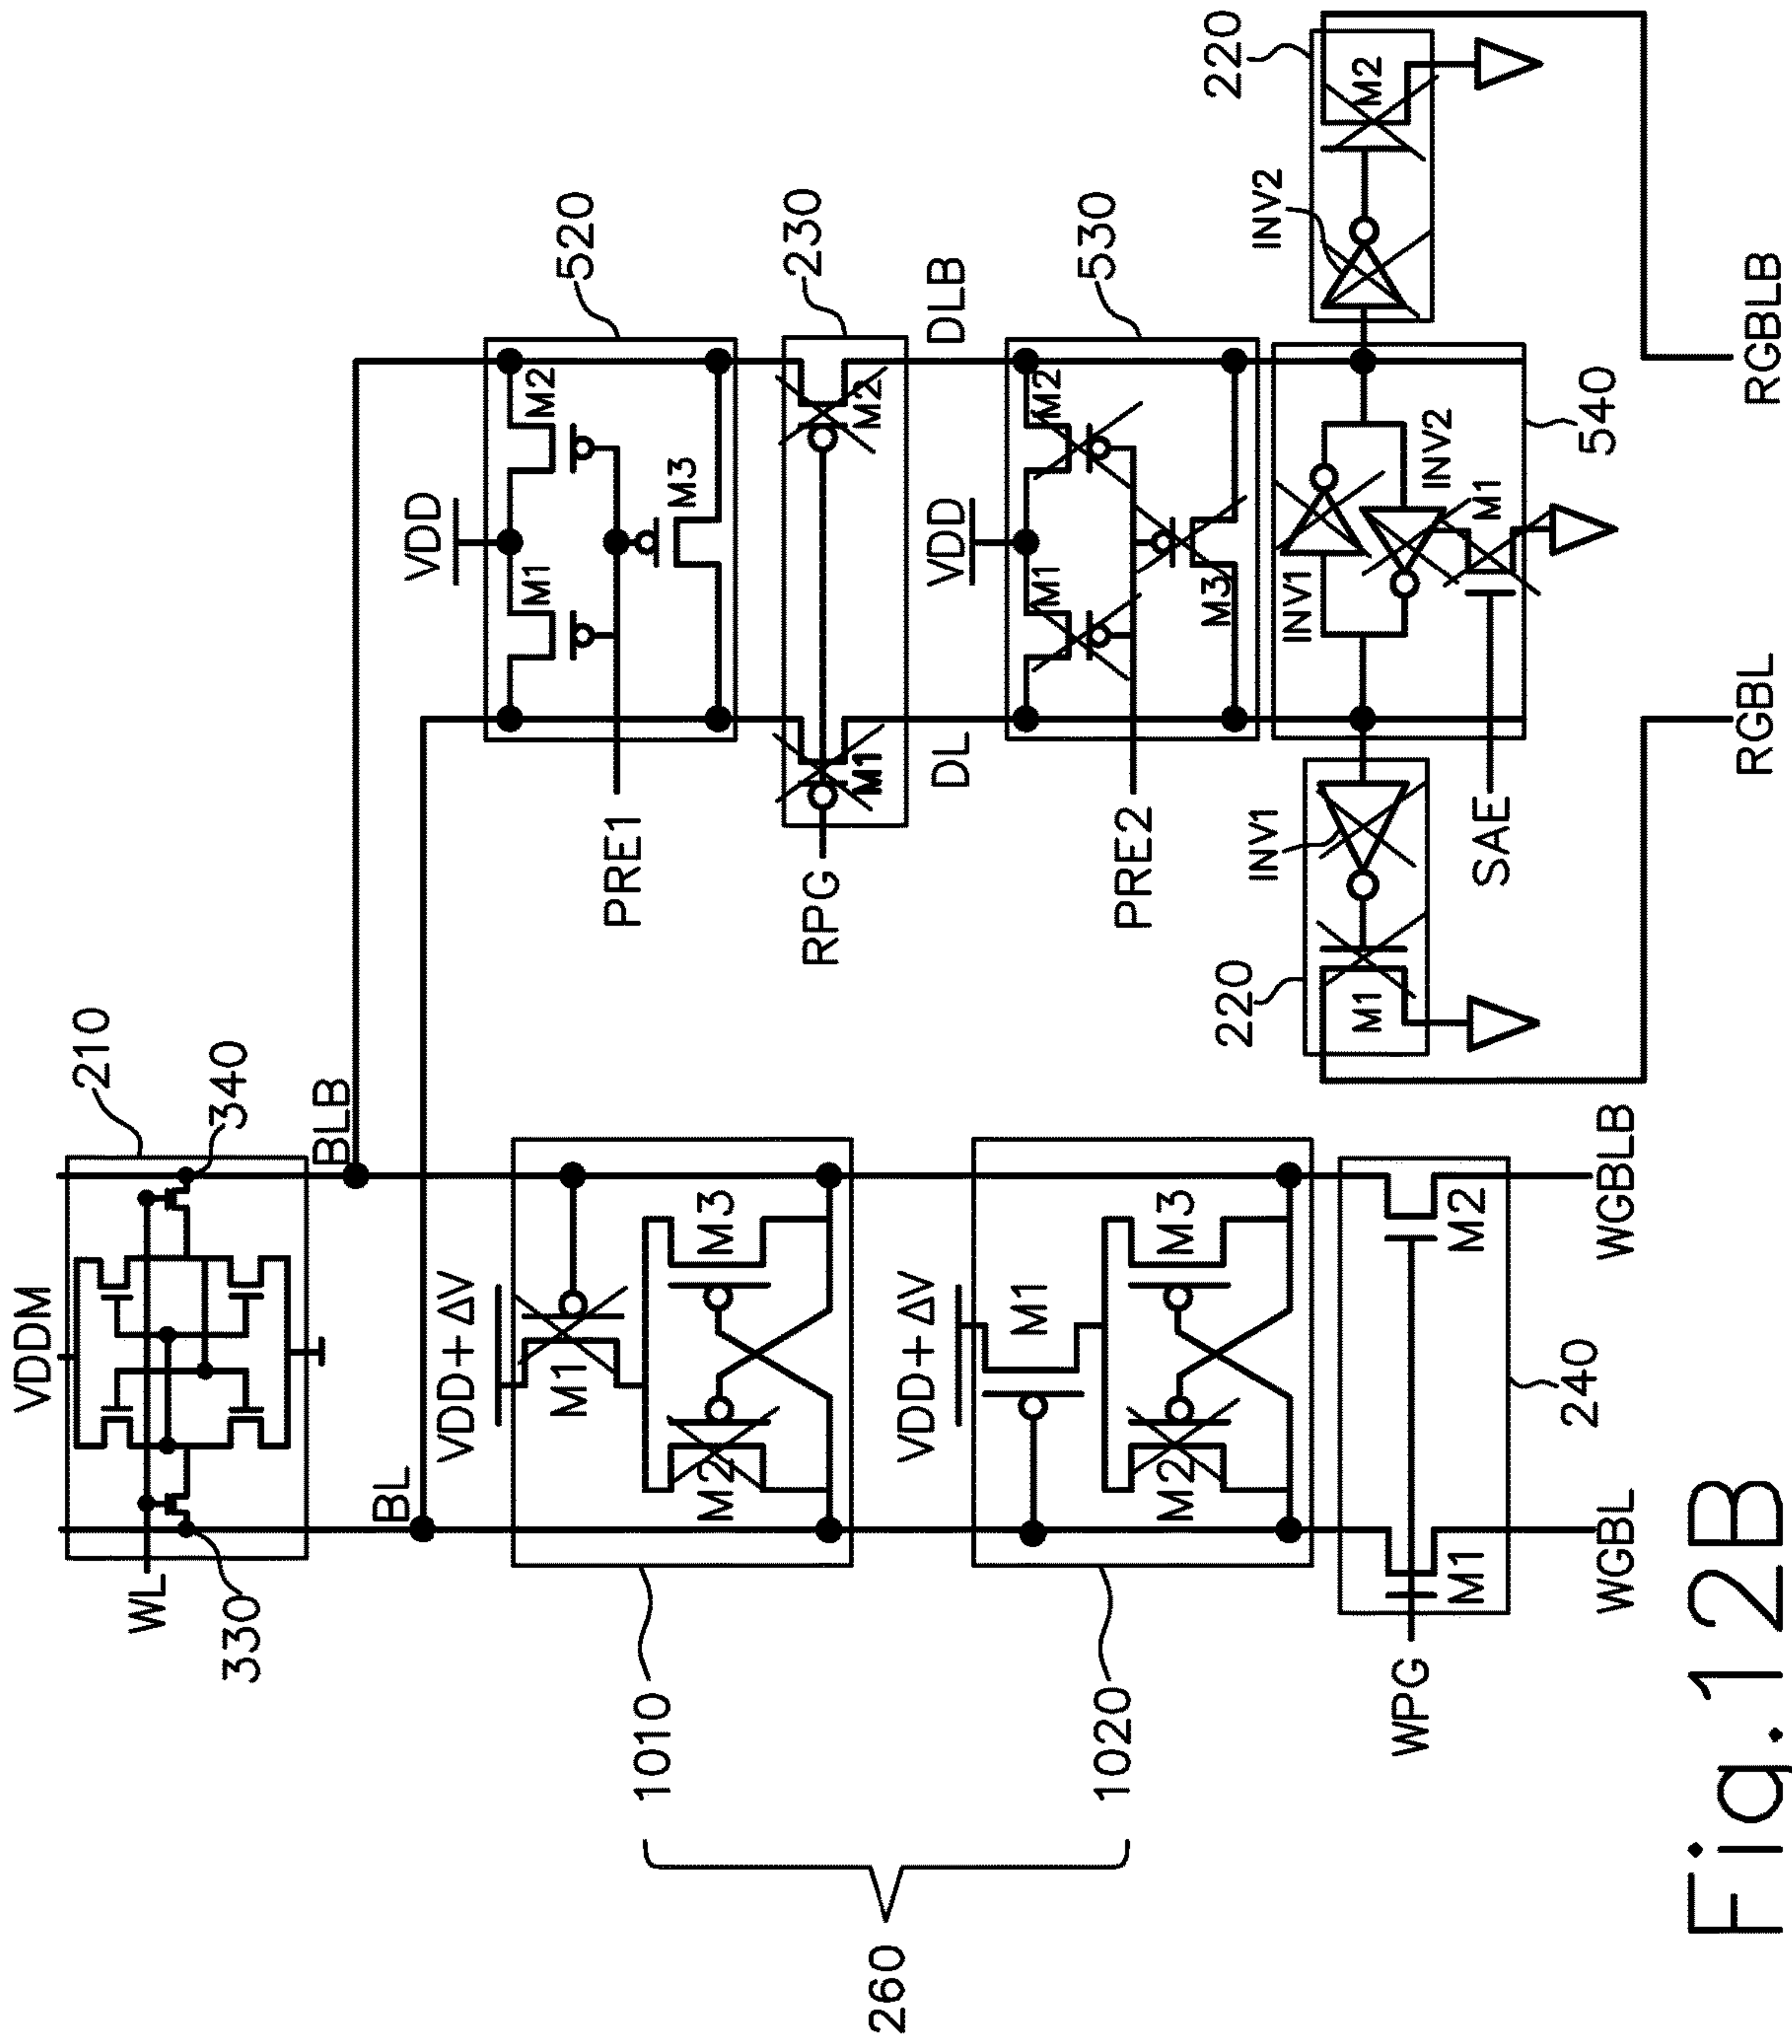 VDDM
210
WL
330
340
BL
BLB
VDD+ΔV
M1
M2
M3
1010
VDD+ΔV
M1
M2
M3
1020
260
WPG
M1
M2
240
WGBL
WGBLB
VDD
M1
M2
M3
520
PRE1
RPG
M1
M2
230
DL
DLB
VDD
M1
M2
M3
530
PRE2
INV1
INV2
M1
540
SAE
220
INV1
M1
220
INV2
M2
RGBL
RGBLB
Fig.12B